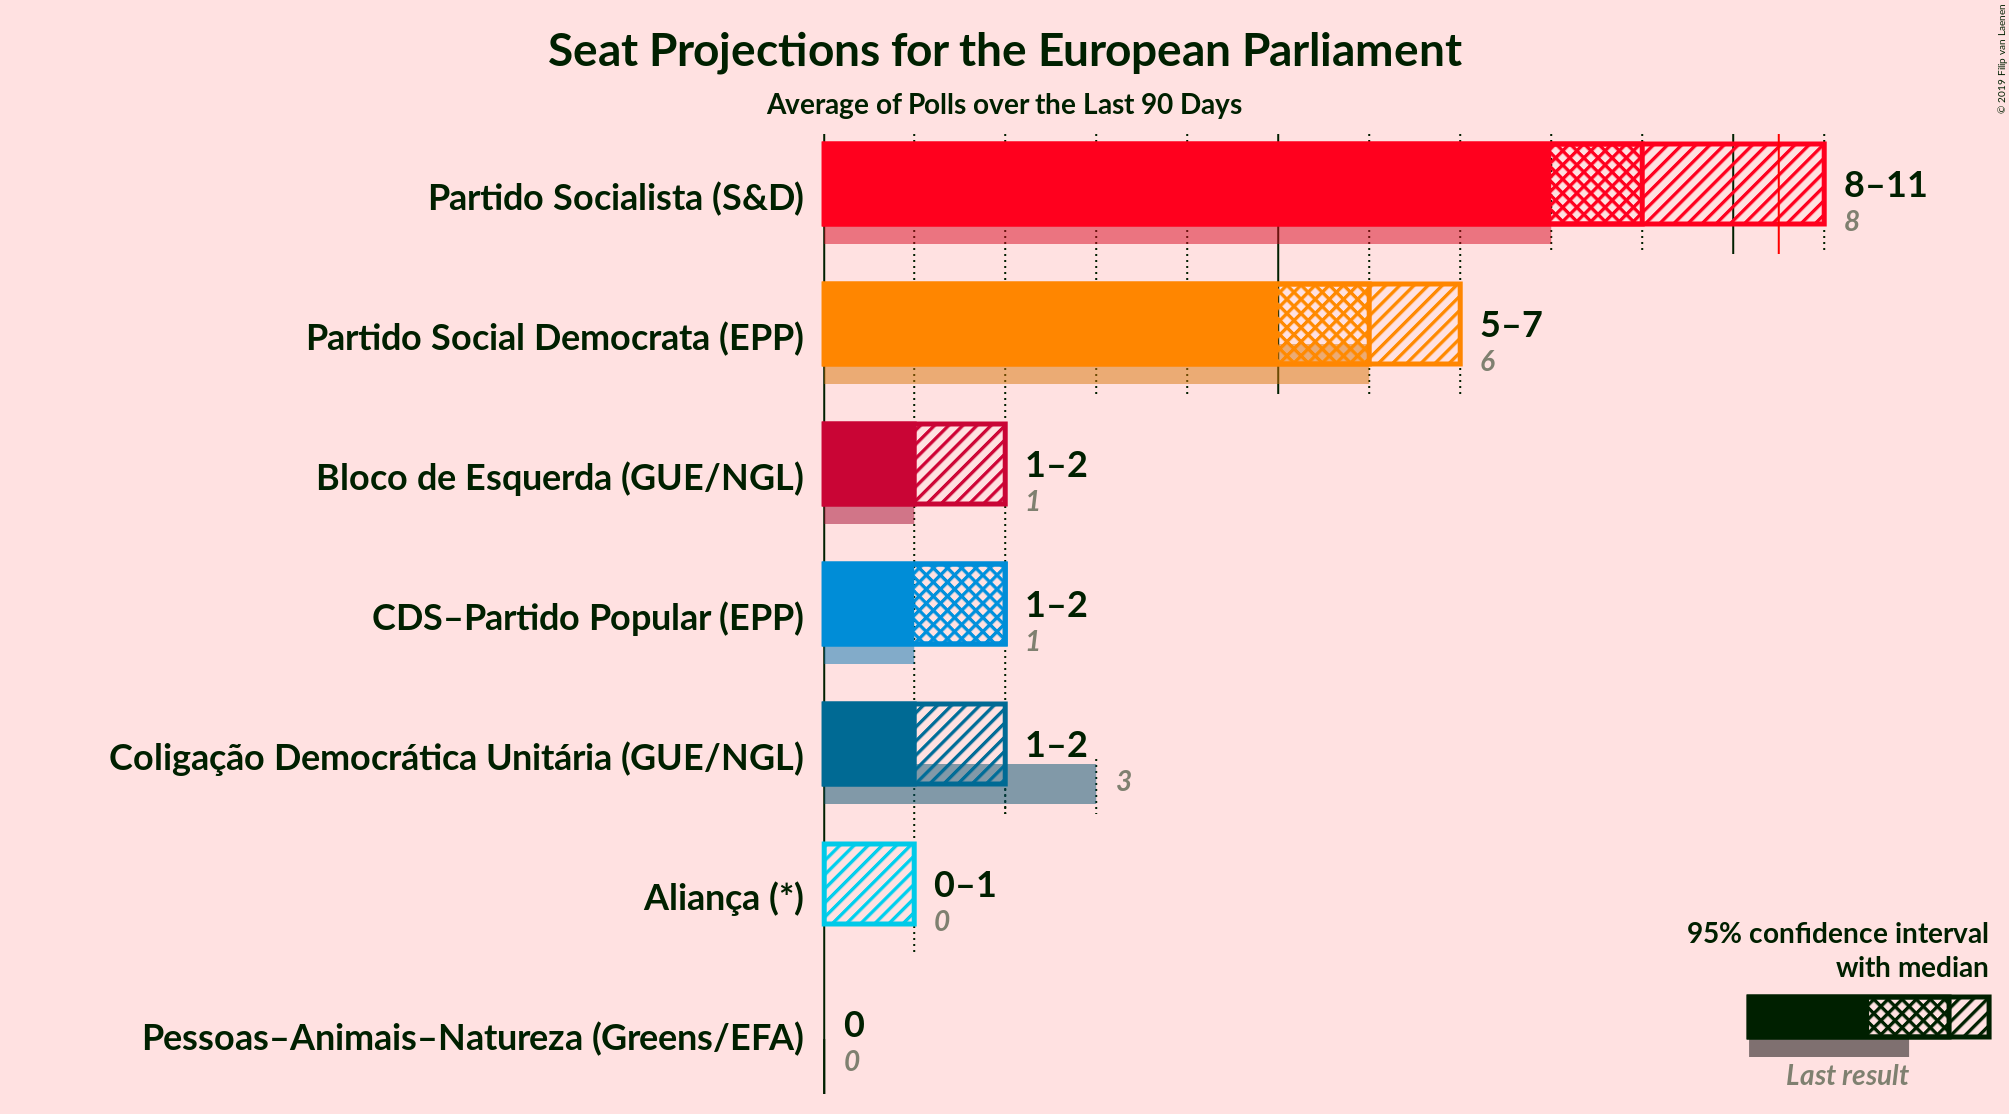 Seat Projections for the European Parliament
Average of Polls over the Last 90 Days
© 2019 Filip van Laenen
Partido Socialista (S&D)
8–11
8
Partido Social Democrata (EPP)
5–7
6
Bloco de Esquerda (GUE/NGL)
1–2
1
CDS–Partido Popular (EPP)
1–2
1
Coligação Democrática Unitária (GUE/NGL)
1–2
3
Aliança (*)
0–1
0
Pessoas–Animais–Natureza (Greens/EFA)
0
0
95% confidence interval
with median
Last result